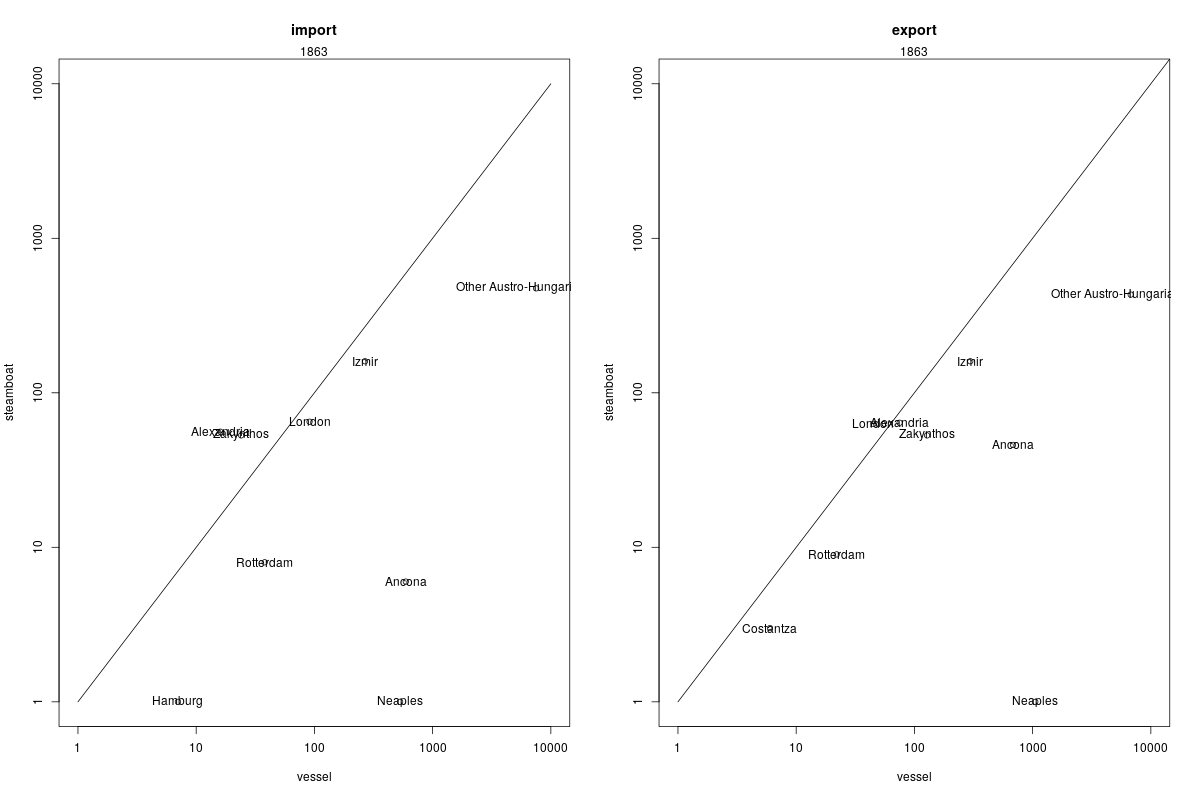 import
1863
10000
1000
100
10
1
steamboat
Other Austro-Hungari
Izmir
London
Alexandria
Zakynthos
Rotterdam
Ancona
Hamburg
Neaples
1
10
100
1000
10000
vessel
export
1863
10000
1000
100
10
1
steamboat
Other Austro-Hungaria
Izmir
London
Alexandria
Zakynthos
Ancona
Rotterdam
Costantza
Neaples
1
10
100
1000
10000
vessel